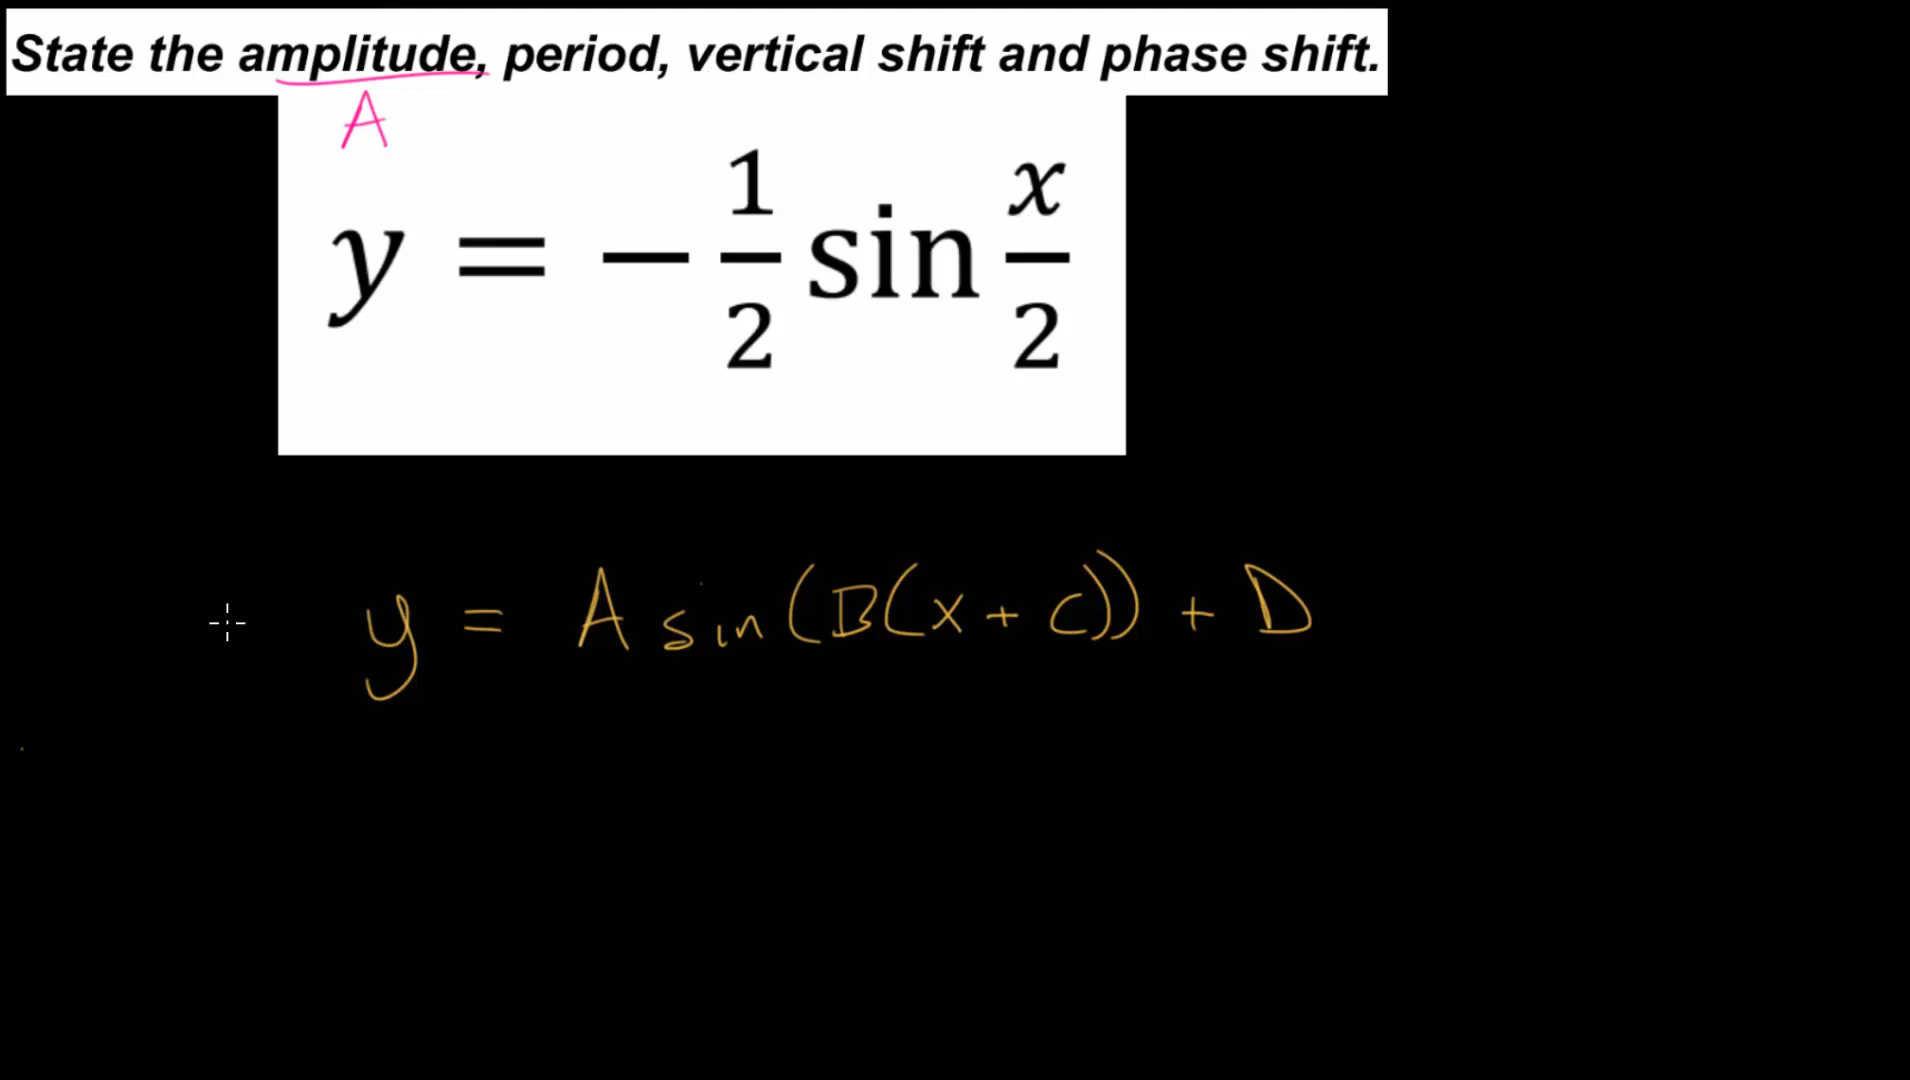 State the amplitude, period, vertical shift and phase shift.
A
y = −1/2 sin x/2
y = A sin(B(x + c)) + D